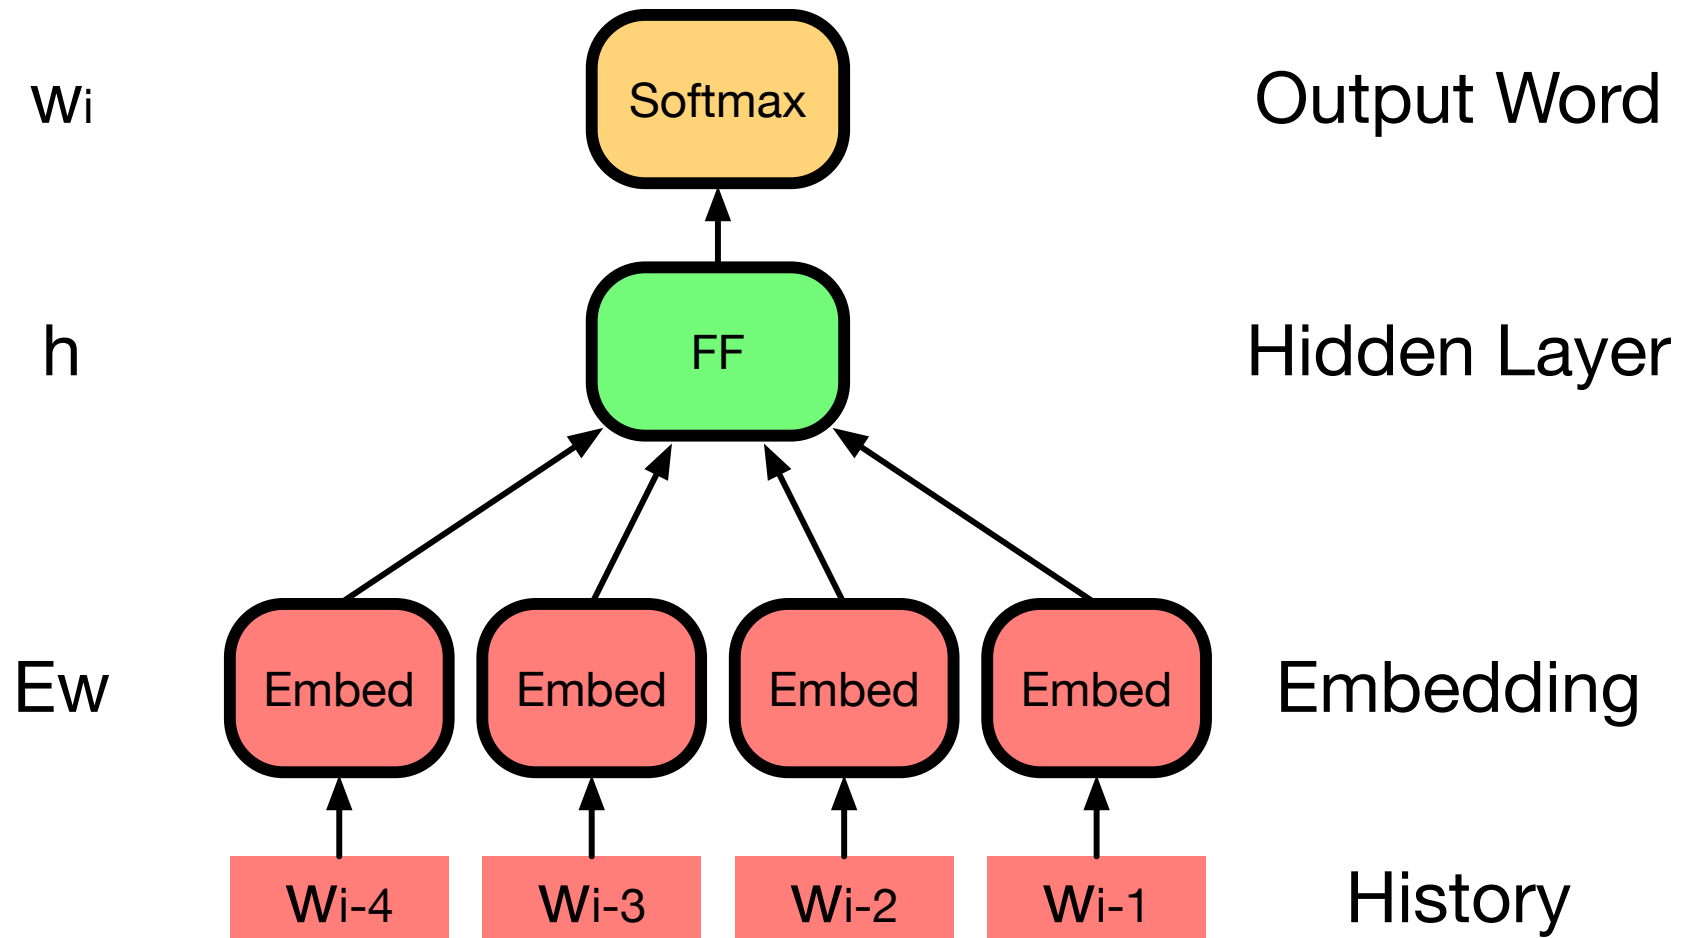 wi Softmax Output Word
h FF Hidden Layer
Ew Embed Embed Embed Embed Embedding
wi-4 wi-3 wi-2 wi-1 History